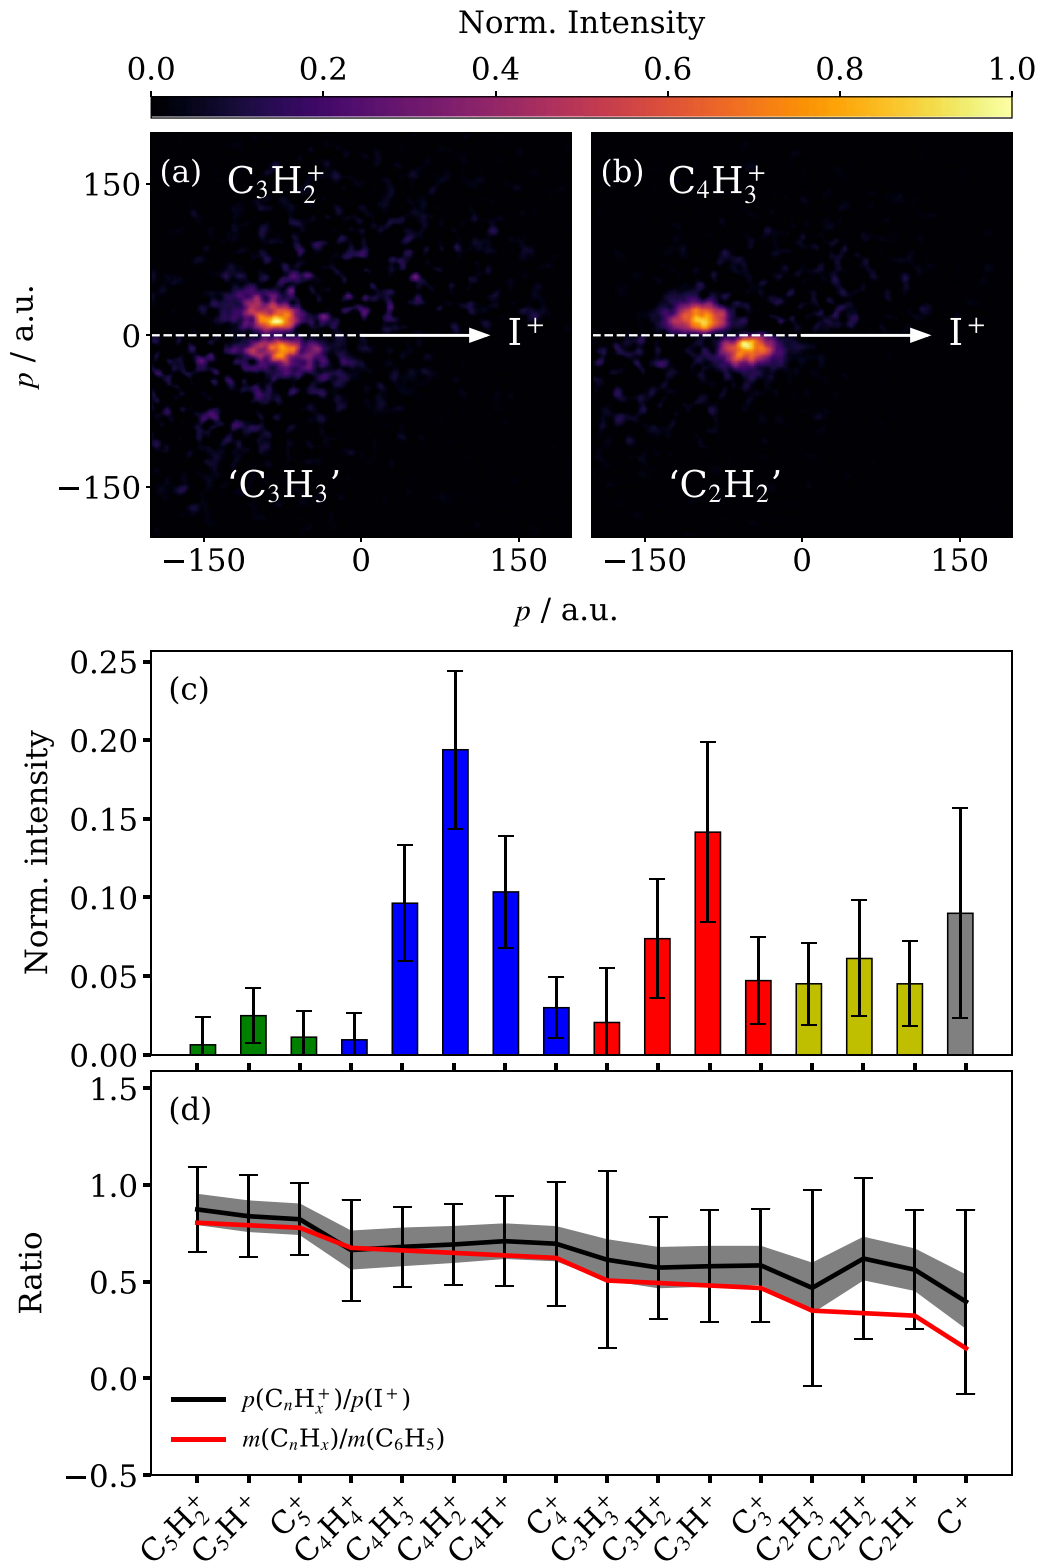 Norm. Intensity
0.0 0.2 0.4 0.6 0.8 1.0
(a) C₃H₂⁺ (b) C₄H₃⁺
150
0
−150
p / a.u.
I⁺ I⁺
‘C₃H₃’ ‘C₂H₂’
−150 0 150 −150 0 150
p / a.u.
(c)
Norm. intensity
0.25
0.20
0.15
0.10
0.05
0.00
(d)
Ratio
1.5
1.0
0.5
0.0
−0.5
p(CₙHₓ⁺)/p(I⁺)
m(CₙHₓ)/m(C₆H₅)
C₅H₂⁺ C₅H⁺ C₅⁺ C₄H₄⁺ C₄H₃⁺ C₄H₂⁺ C₄H⁺ C₄⁺ C₃H₃⁺ C₃H₂⁺ C₃H⁺ C₃⁺ C₂H₃⁺ C₂H₂⁺ C₂H⁺ C⁺